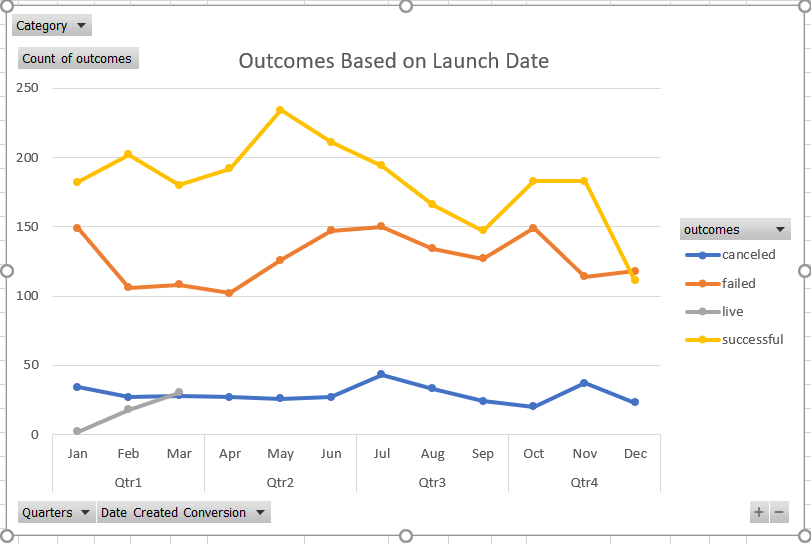 Category
Count of outcomes
Outcomes Based on Launch Date
250
200
150
100
50
0
Jan Feb Mar Apr May Jun Jul Aug Sep Oct Nov Dec
Qtr1 Qtr2 Qtr3 Qtr4
outcomes
canceled
failed
live
successful
Quarters Date Created Conversion
+ −